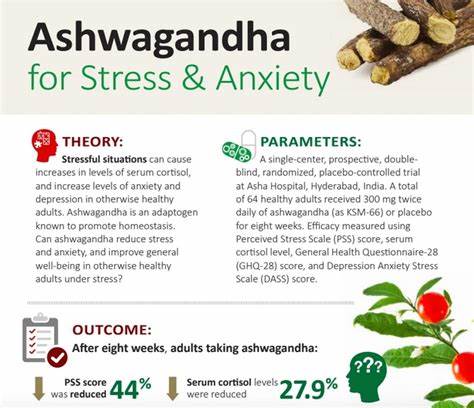 Ashwagandha
for Stress & Anxiety
THEORY:
Stressful situations can cause
increases in levels of serum cortisol,
and increase levels of anxiety and
depression in otherwise healthy
adults. Ashwagandha is an adaptogen
known to promote homeostasis.
Can ashwagandha reduce stress
and anxiety, and improve general
well-being in otherwise healthy
adults under stress?
PARAMETERS:
A single-center, prospective, double-
blind, randomized, placebo-controlled trial
at Asha Hospital, Hyderabad, India. A total
of 64 healthy adults received 300 mg twice
daily of ashwagandha (as KSM-66) or placebo
for eight weeks. Efficacy measured using
Perceived Stress Scale (PSS) score, serum
cortisol level, General Health Questionnaire-28
(GHQ-28) score, and Depression Anxiety Stress
Scale (DASS) score.
OUTCOME:
After eight weeks, adults taking ashwagandha:
PSS score
was reduced 44%
Serum cortisol levels
were reduced 27.9%
???